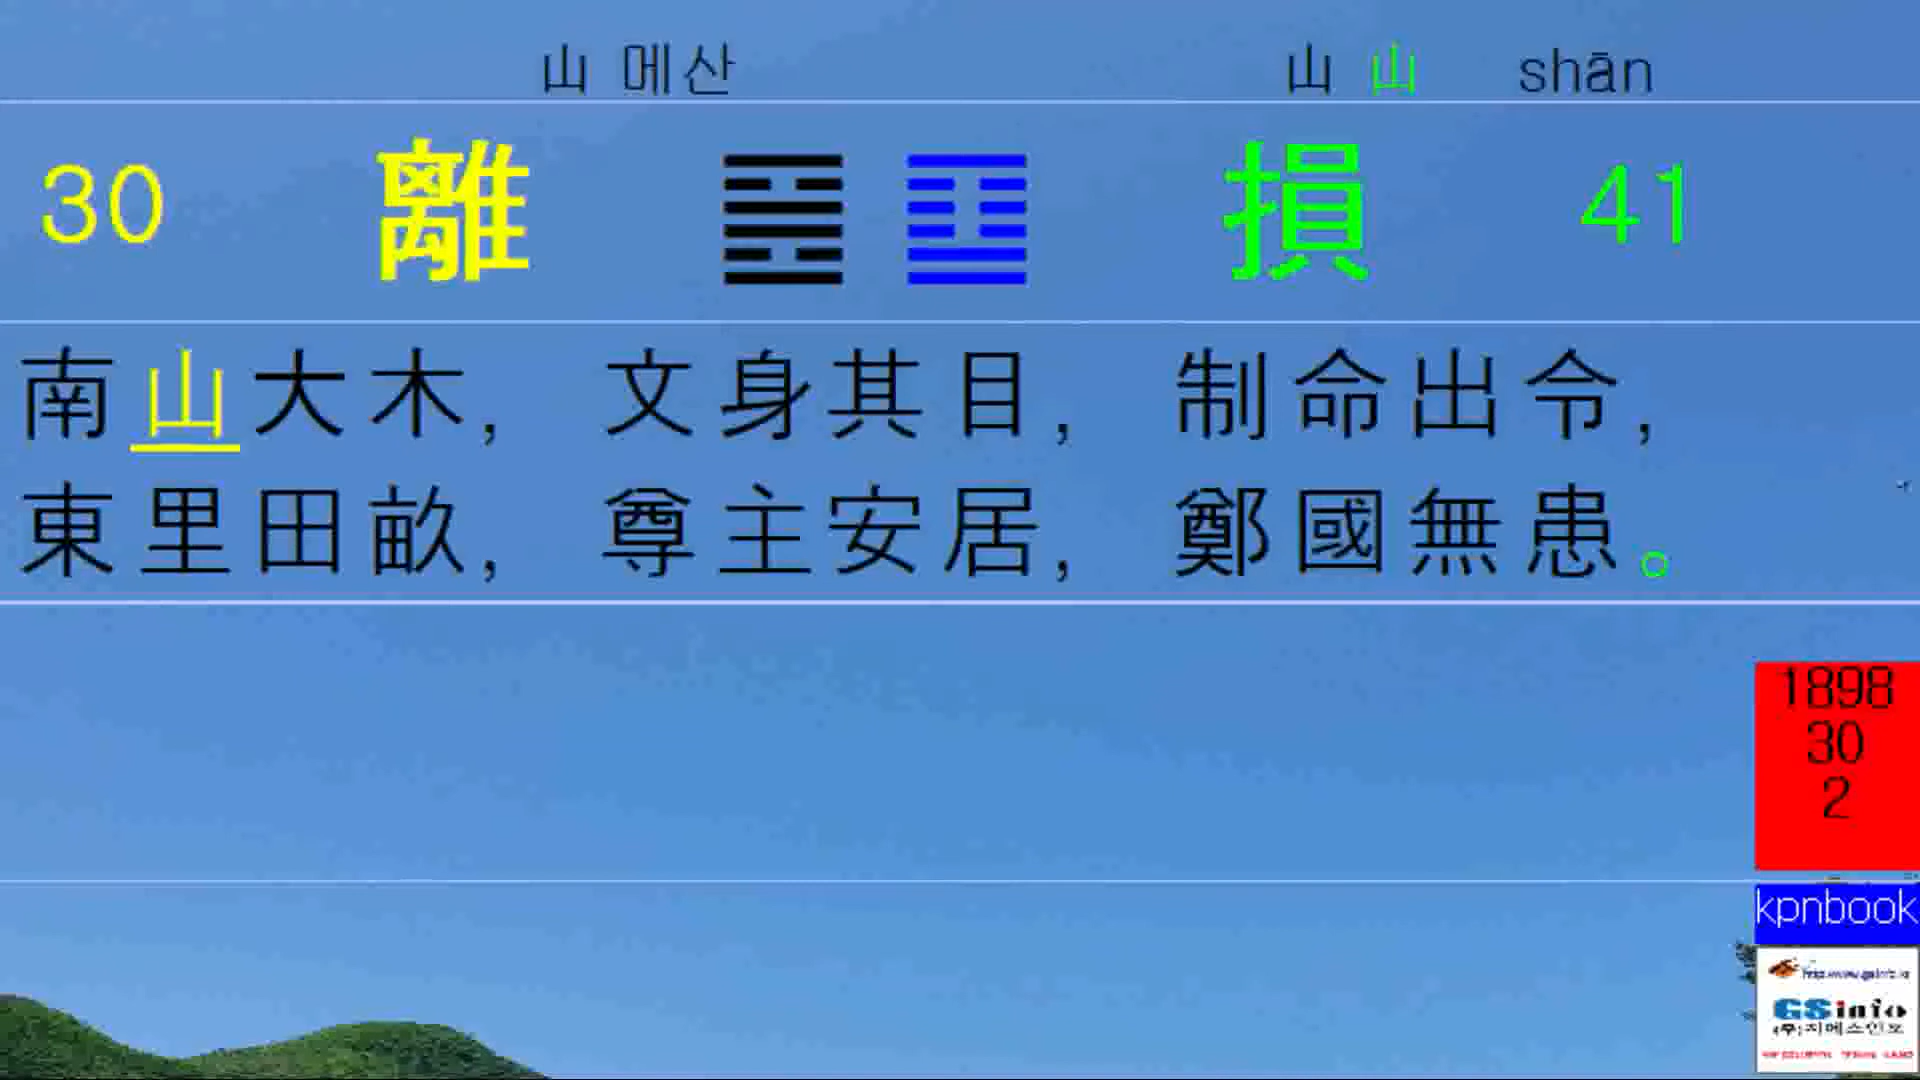 山 메산 山 山 shān
30 離 損 41
南山大木, 文身其目, 制命出令,
東里田畝, 尊主安居, 鄭國無患。
1898
30
2
kpnbook
GSinfo
(주)지에스인포